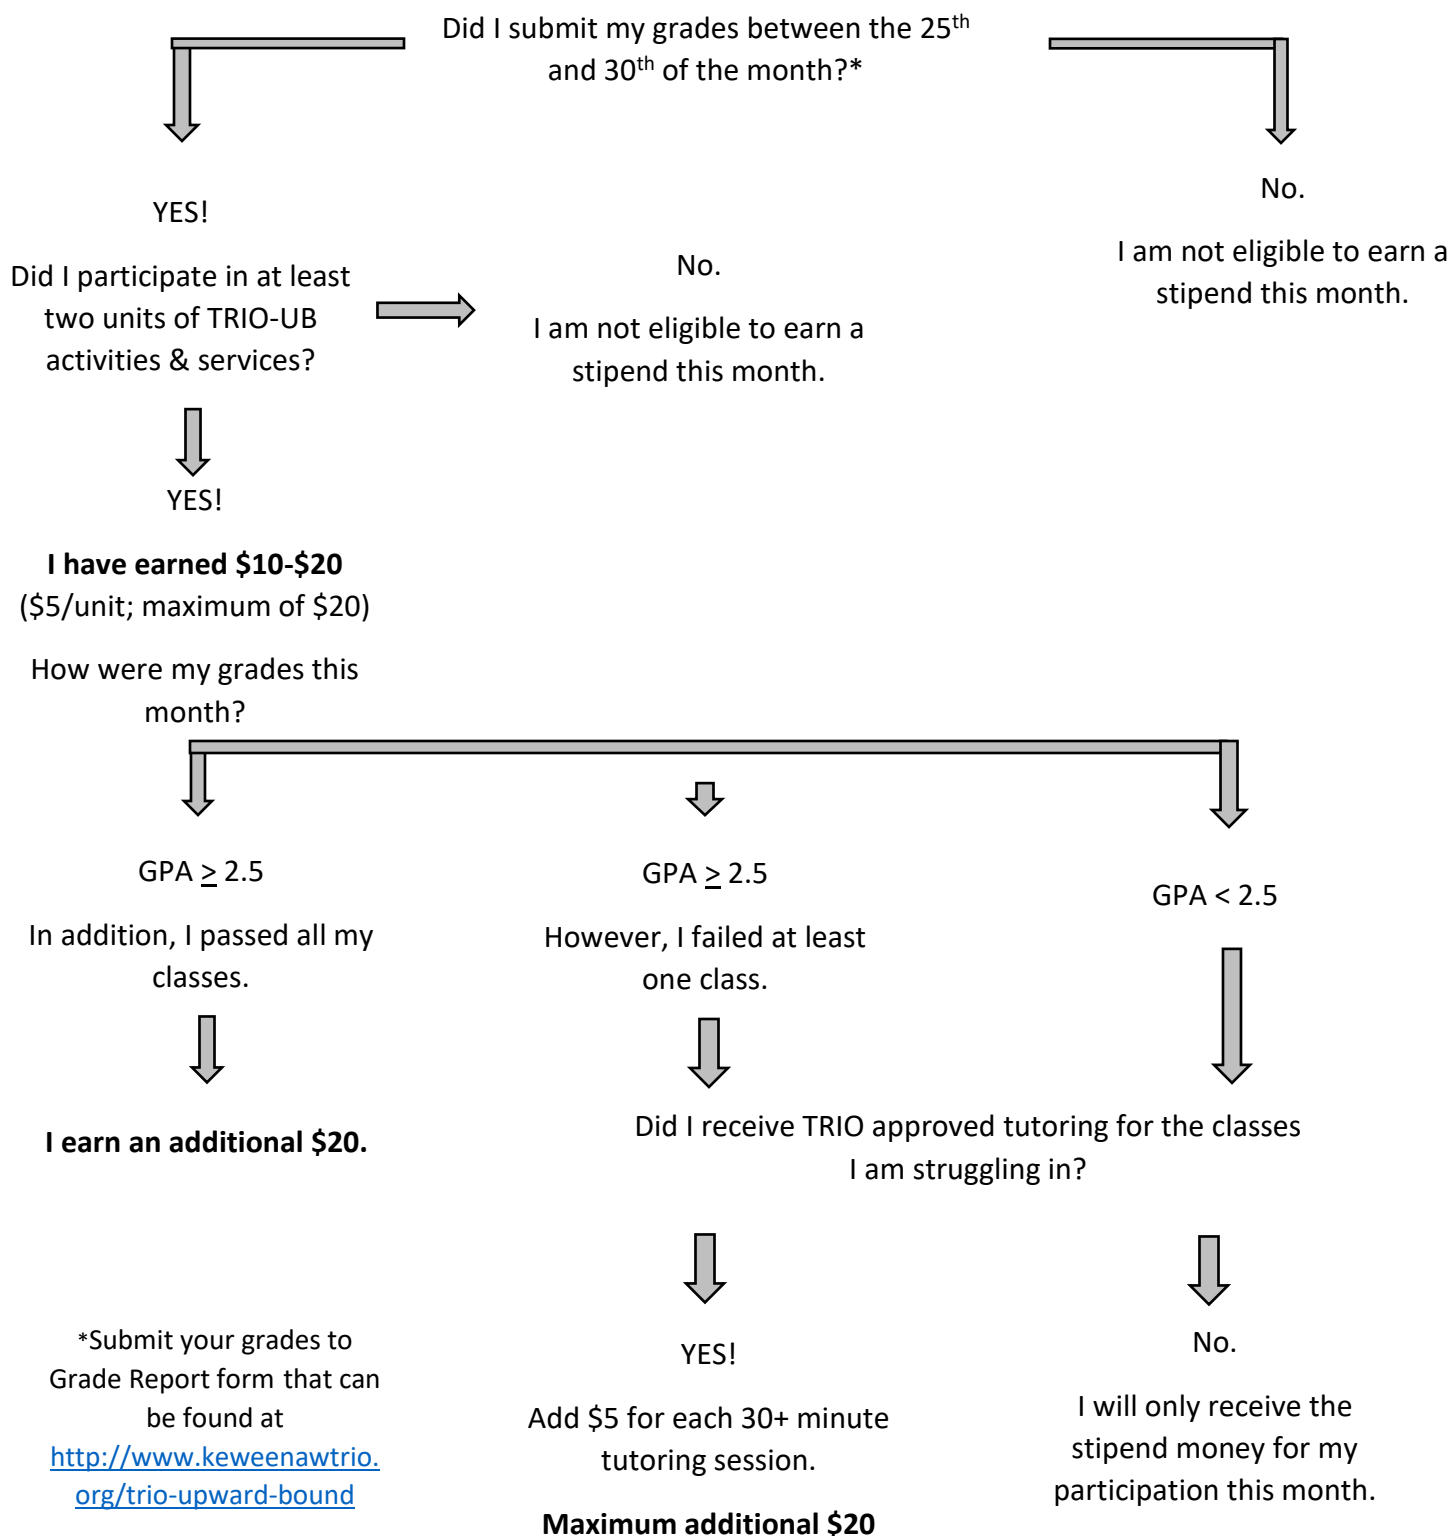 Did I submit my grades between the 25th
and 30th of the month?*
YES!
Did I participate in at least
two units of TRIO-UB
activities & services?
No.
I am not eligible to earn a
stipend this month.
No.
I am not eligible to earn a
stipend this month.
YES!
I have earned $10-$20
($5/unit; maximum of $20)
How were my grades this
month?
GPA ≥ 2.5
In addition, I passed all my
classes.
I earn an additional $20.
GPA ≥ 2.5
However, I failed at least
one class.
GPA < 2.5
Did I receive TRIO approved tutoring for the classes
I am struggling in?
YES!
Add $5 for each 30+ minute
tutoring session.
Maximum additional $20
No.
I will only receive the
stipend money for my
participation this month.
*Submit your grades to
Grade Report form that can
be found at
http://www.keweenawtrio.
org/trio-upward-bound